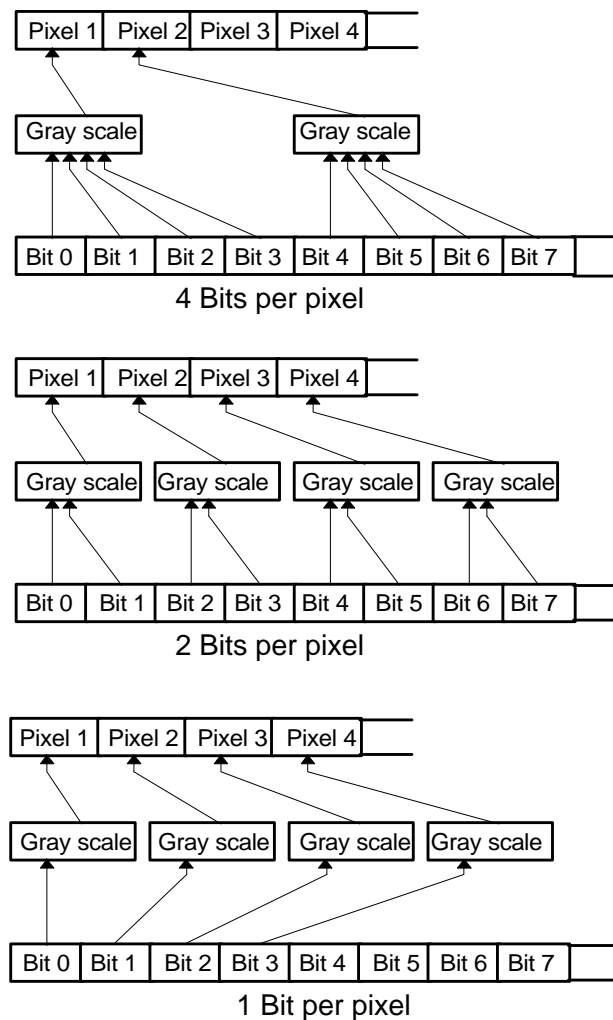 Pixel 1 Pixel 2 Pixel 3 Pixel 4
Gray scale Gray scale
Bit 0 Bit 1 Bit 2 Bit 3 Bit 4 Bit 5 Bit 6 Bit 7
4 Bits per pixel
Pixel 1 Pixel 2 Pixel 3 Pixel 4
Gray scale Gray scale Gray scale Gray scale
Bit 0 Bit 1 Bit 2 Bit 3 Bit 4 Bit 5 Bit 6 Bit 7
2 Bits per pixel
Pixel 1 Pixel 2 Pixel 3 Pixel 4
Gray scale Gray scale Gray scale Gray scale
Bit 0 Bit 1 Bit 2 Bit 3 Bit 4 Bit 5 Bit 6 Bit 7
1 Bit per pixel